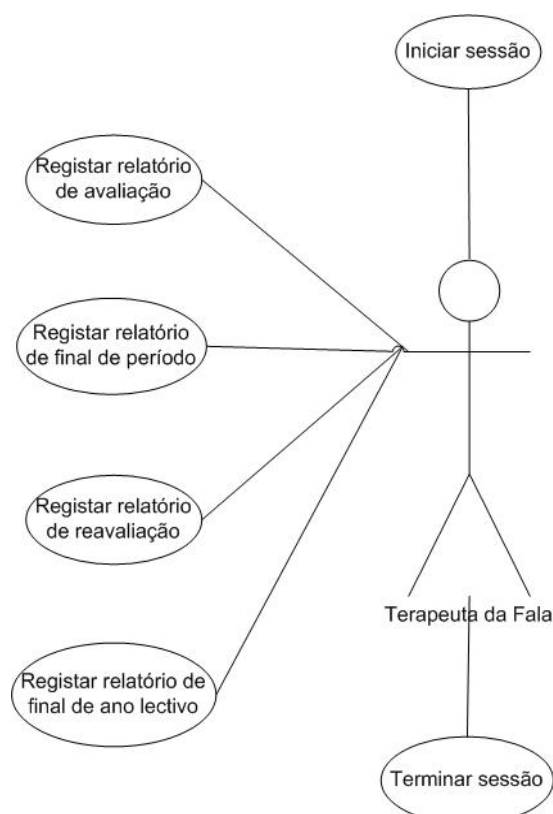 Iniciar sessão
Registar relatório
de avaliação
Registar relatório
de final de período
Registar relatório
de reavaliação
Terapeuta da Fala
Registar relatório de
final de ano lectivo
Terminar sessão